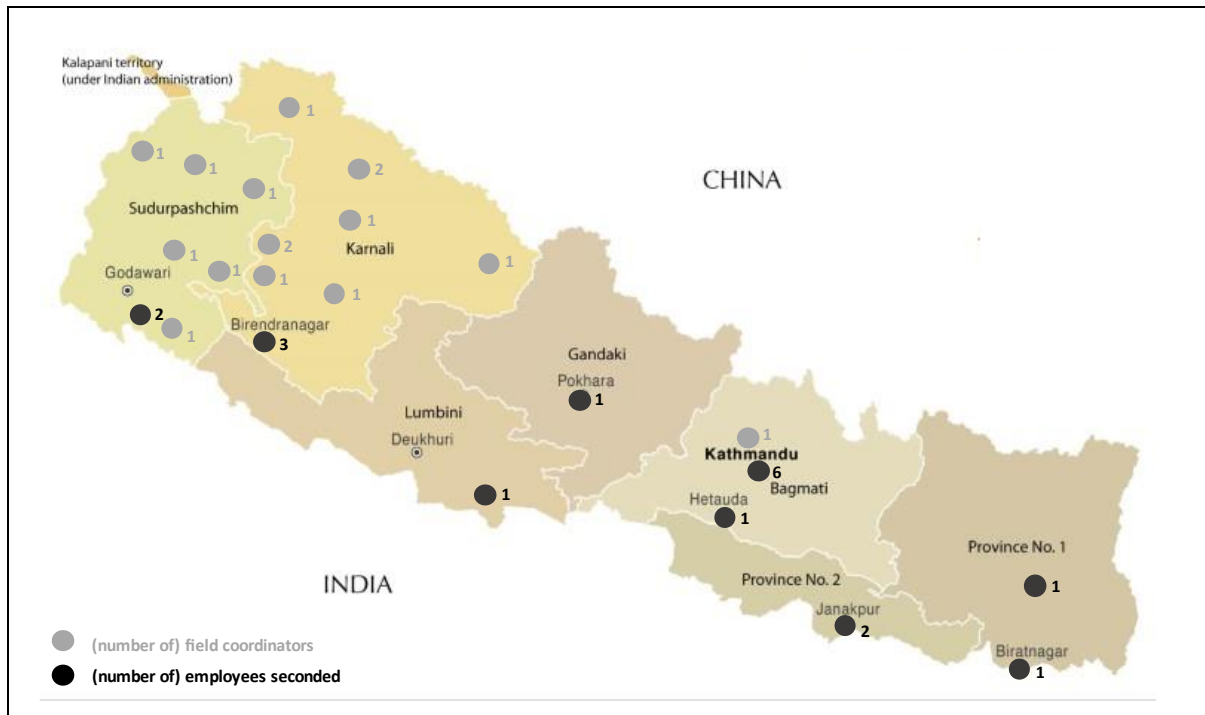 Kalapani territory
(under Indian administration)
1
1
1
2
CHINA
1
Sudurpashchim
1
2
Karnali
1
1
1
1
Godawari
1
2
Birendranagar
1
3
Gandaki
Pokhara
1
Lumbini
Deukhuri
1
Kathmandu
6
Bagmati
1
Hetauda
1
Province No. 1
INDIA
Province No. 2
1
Janakpur
2
(number of) field coordinators
Biratnagar
(number of) employees seconded
1